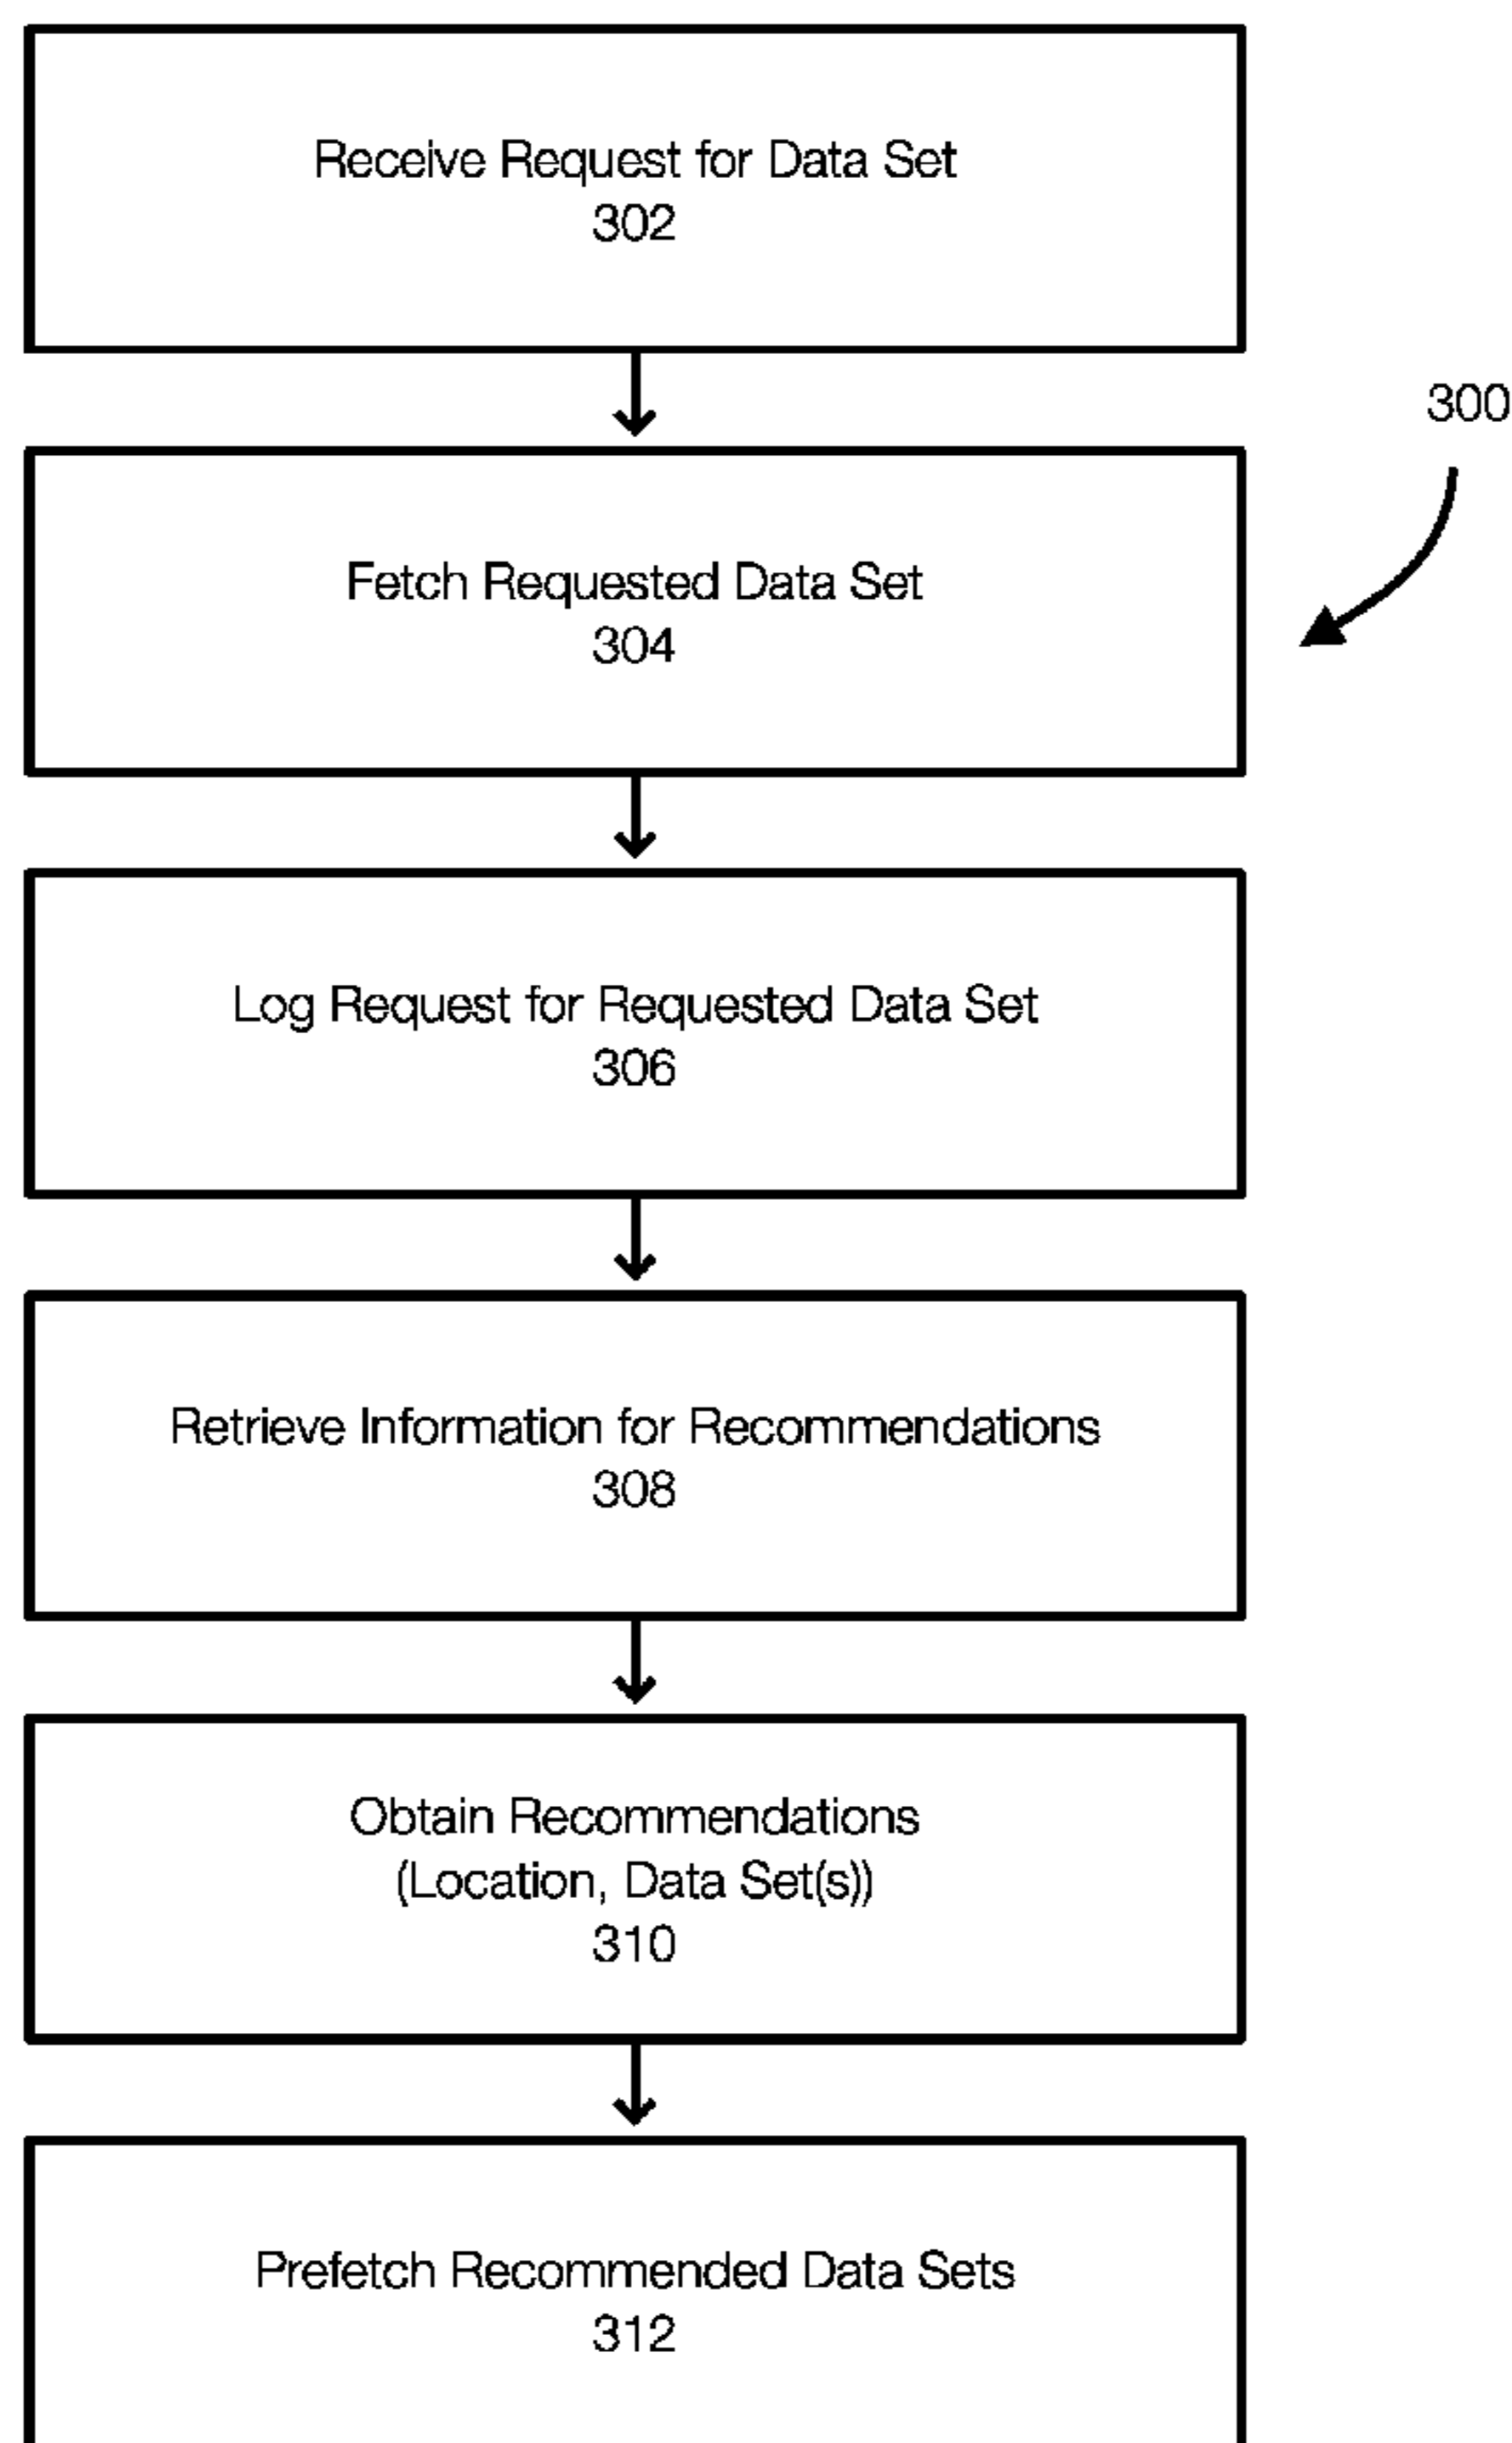 Receive Request for Data Set
302
300
Fetch Requested Data Set
304
Log Request for Requested Data Set
306
Retrieve Information for Recommendations
308
Obtain Recommendations
(Location, Data Set(s))
310
Prefetch Recommended Data Sets
312